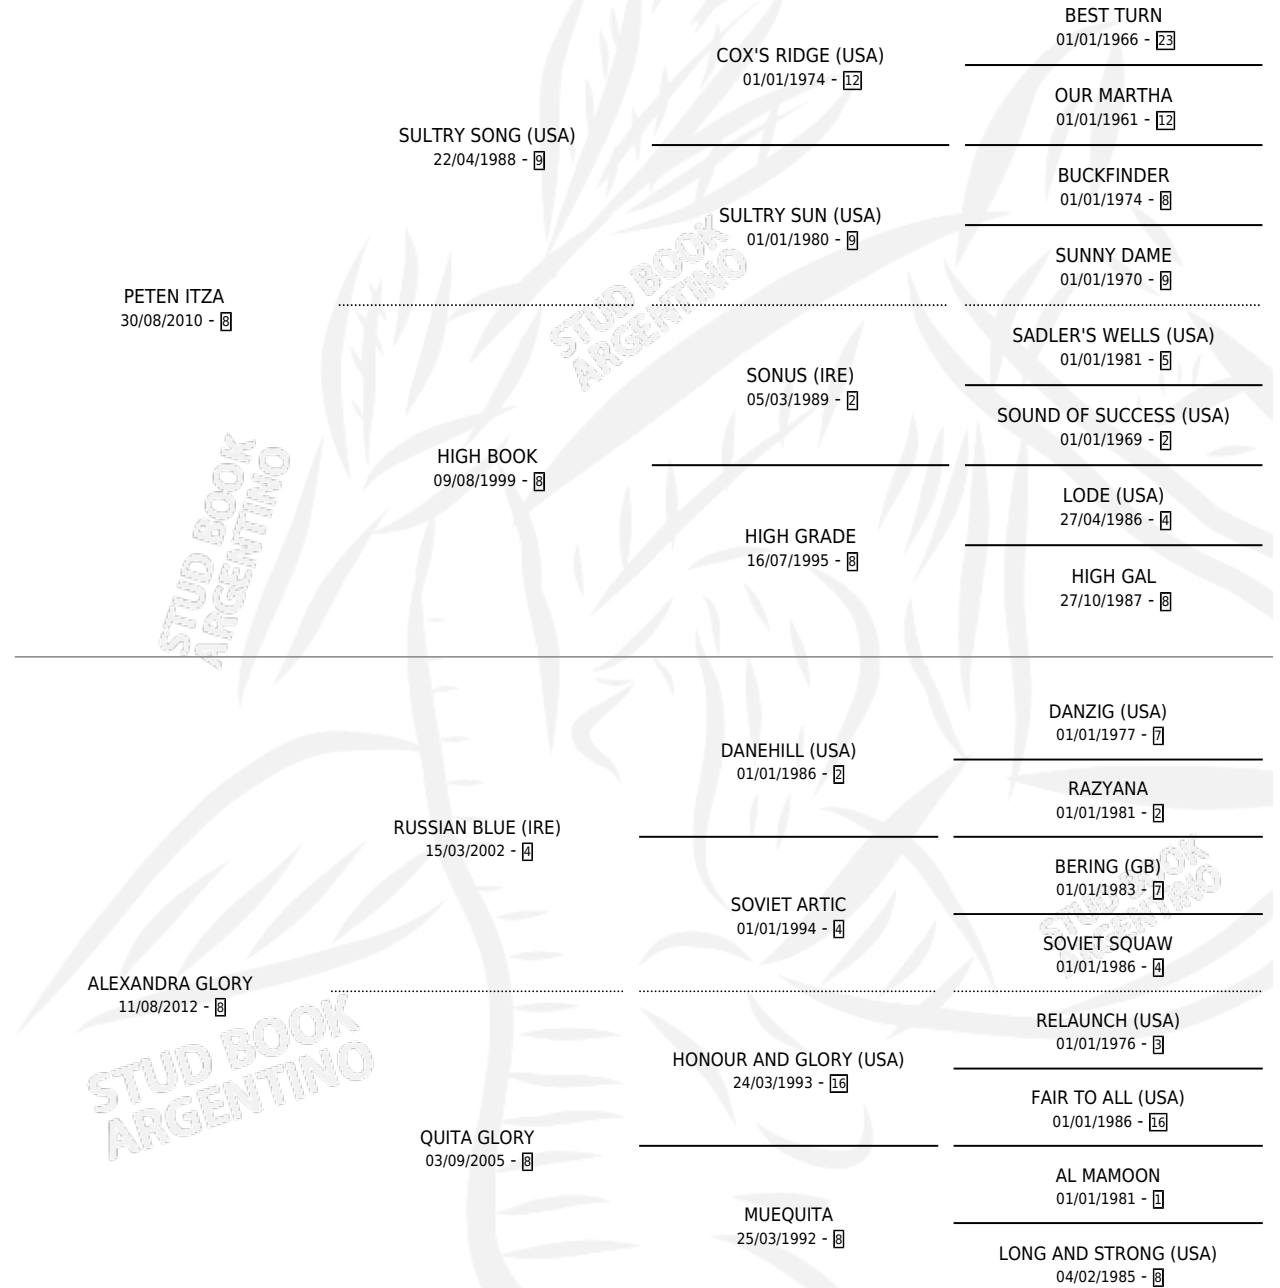 BEST TURN
01/01/1966 - 23
COX'S RIDGE (USA)
01/01/1974 - 12
OUR MARTHA
01/01/1961 - 12
SULTRY SONG (USA)
22/04/1988 - 9
BUCKFINDER
01/01/1974 - 8
SULTRY SUN (USA)
01/01/1980 - 9
SUNNY DAME
01/01/1970 - 9
PETEN ITZA
30/08/2010 - 8
SADLER'S WELLS (USA)
01/01/1981 - 5
SONUS (IRE)
05/03/1989 - 2
SOUND OF SUCCESS (USA)
01/01/1969 - 2
HIGH BOOK
09/08/1999 - 8
LODE (USA)
27/04/1986 - 4
HIGH GRADE
16/07/1995 - 8
HIGH GAL
27/10/1987 - 8
STUD BOOK
ARGENTINO
STUD BOOK
ARGENTINO
DANZIG (USA)
01/01/1977 - 7
DANEHILL (USA)
01/01/1986 - 2
RAZYANA
01/01/1981 - 2
RUSSIAN BLUE (IRE)
15/03/2002 - 4
BERING (GB)
01/01/1983 - 7
SOVIET ARTIC
01/01/1994 - 4
SOVIET SQUAW
01/01/1986 - 4
ALEXANDRA GLORY
11/08/2012 - 8
RELAUNCH (USA)
01/01/1976 - 3
HONOUR AND GLORY (USA)
24/03/1993 - 16
FAIR TO ALL (USA)
01/01/1986 - 16
QUITA GLORY
03/09/2005 - 8
AL MAMOON
01/01/1981 - 1
MUEQUITA
25/03/1992 - 8
LONG AND STRONG (USA)
04/02/1985 - 8
STUD BOOK
ARGENTINO
STUD BOOK
ARGENTINO